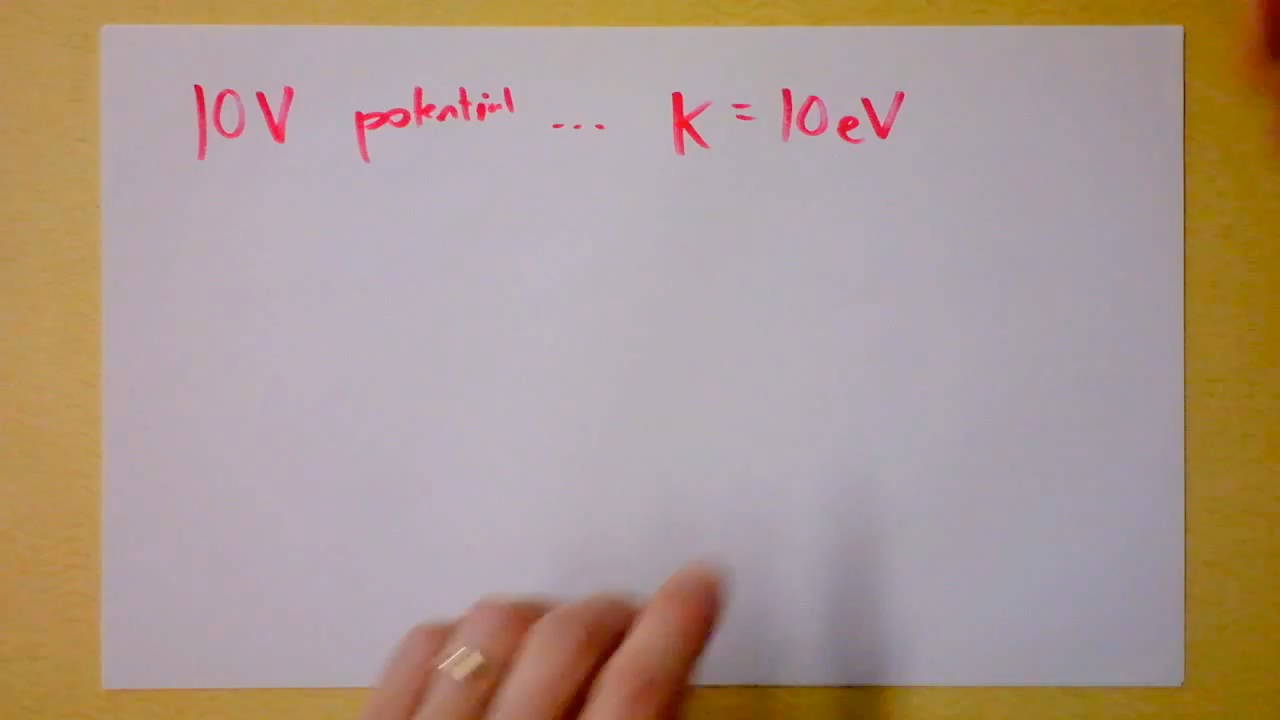 10V potential ... K = 10eV